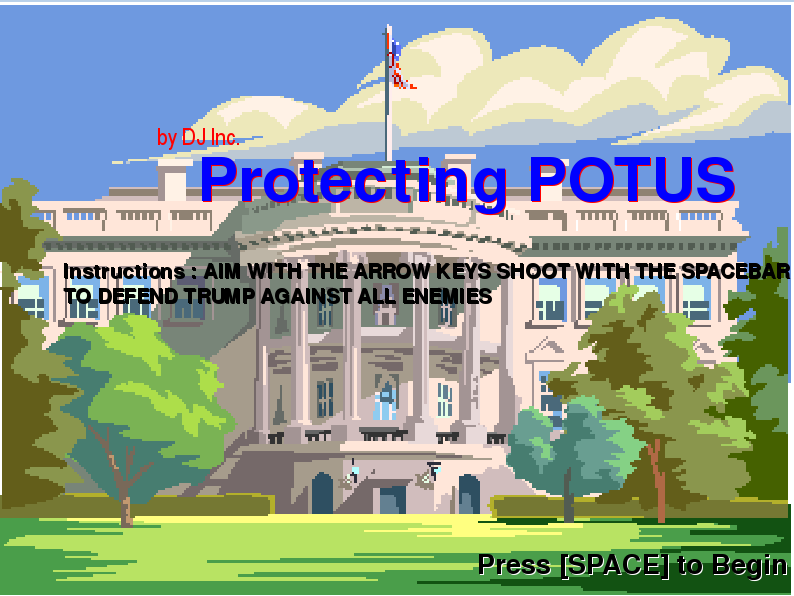 by DJ Inc.
Protecting POTUS
Instructions : AIM WITH THE ARROW KEYS SHOOT WITH THE SPACEBAR
TO DEFEND TRUMP AGAINST ALL ENEMIES
Press [SPACE] to Begin